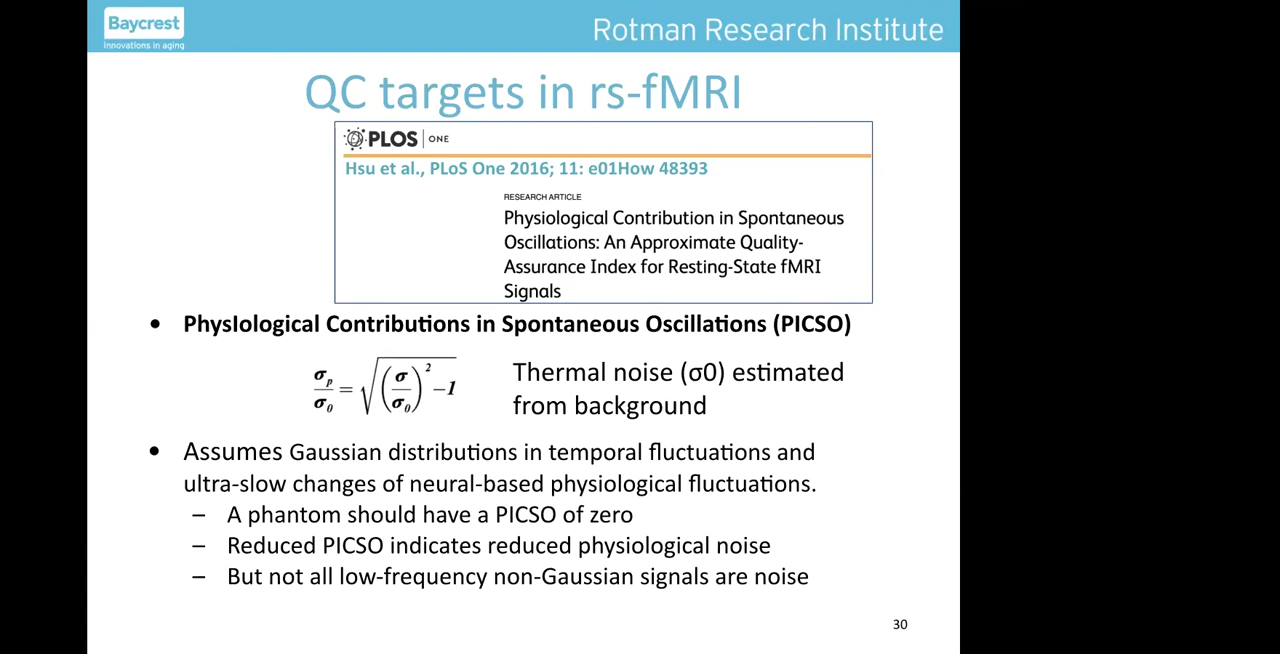 Baycrest
Innovations in aging
Rotman Research Institute
QC targets in rs-fMRI
PLOS | ONE
Hsu et al., PLoS One 2016; 11: e01How 48393
RESEARCH ARTICLE
Physiological Contribution in Spontaneous
Oscillations: An Approximate Quality-
Assurance Index for Resting-State fMRI
Signals
• PhysIological Contributions in Spontaneous Oscillations (PICSO)
σp/σ0 = √((σ/σ0)² −1)
Thermal noise (σ0) estimated
from background
• Assumes Gaussian distributions in temporal fluctuations and
ultra-slow changes of neural-based physiological fluctuations.
– A phantom should have a PICSO of zero
– Reduced PICSO indicates reduced physiological noise
– But not all low-frequency non-Gaussian signals are noise
30